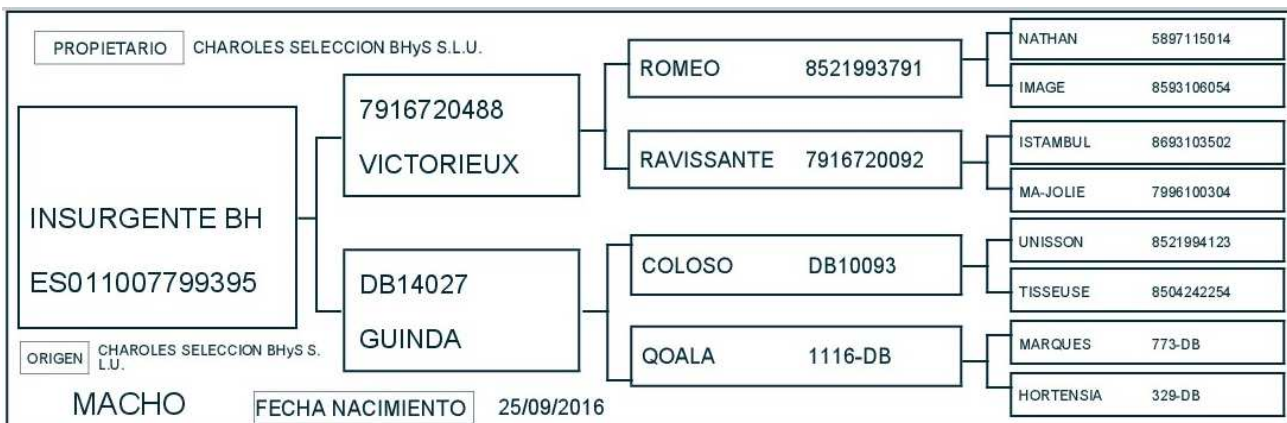 PROPIETARIO CHAROLES SELECCION BHyS S.L.U.
INSURGENTE BH
ES011007799395
ORIGEN CHAROLES SELECCION BHyS S.
L.U.
MACHO FECHA NACIMIENTO 25/09/2016
7916720488
VICTORIEUX
DB14027
GUINDA
ROMEO 8521993791
RAVISSANTE 7916720092
COLOSO DB10093
QOALA 1116-DB
NATHAN 5897115014
IMAGE 8593106054
ISTAMBUL 8693103502
MA-JOLIE 7996100304
UNISSON 8521994123
TISSEUSE 8504242254
MARQUES 773-DB
HORTENSIA 329-DB